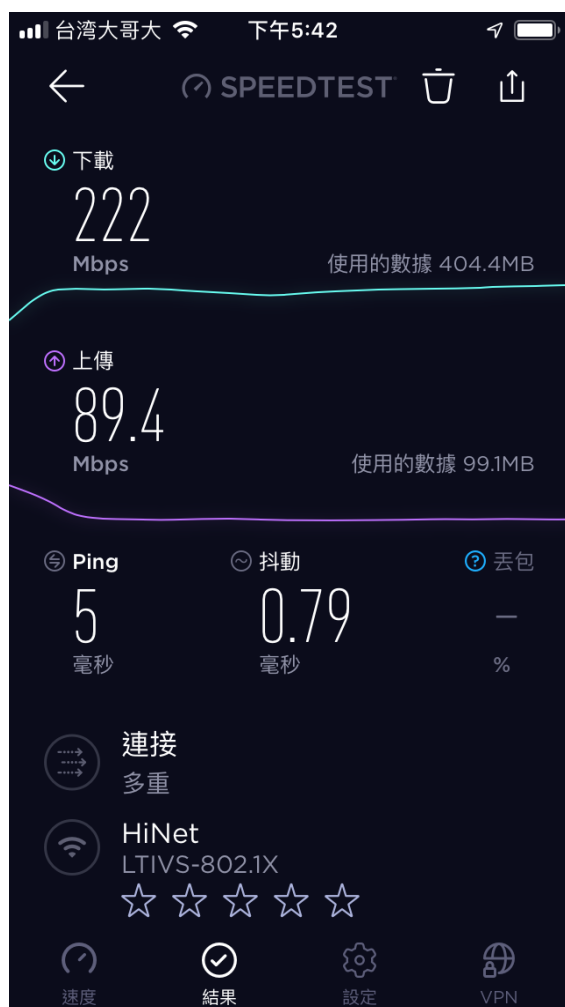 台湾大哥大 下午5:42
SPEEDTEST
下載
222
Mbps 使用的數據 404.4MB
上傳
89.4
Mbps 使用的數據 99.1MB
Ping 抖動 ? 丟包
5 0.79 —
毫秒 毫秒 %
連接
多重
HiNet
LTIVS-802.1X
速度 結果 設定 VPN